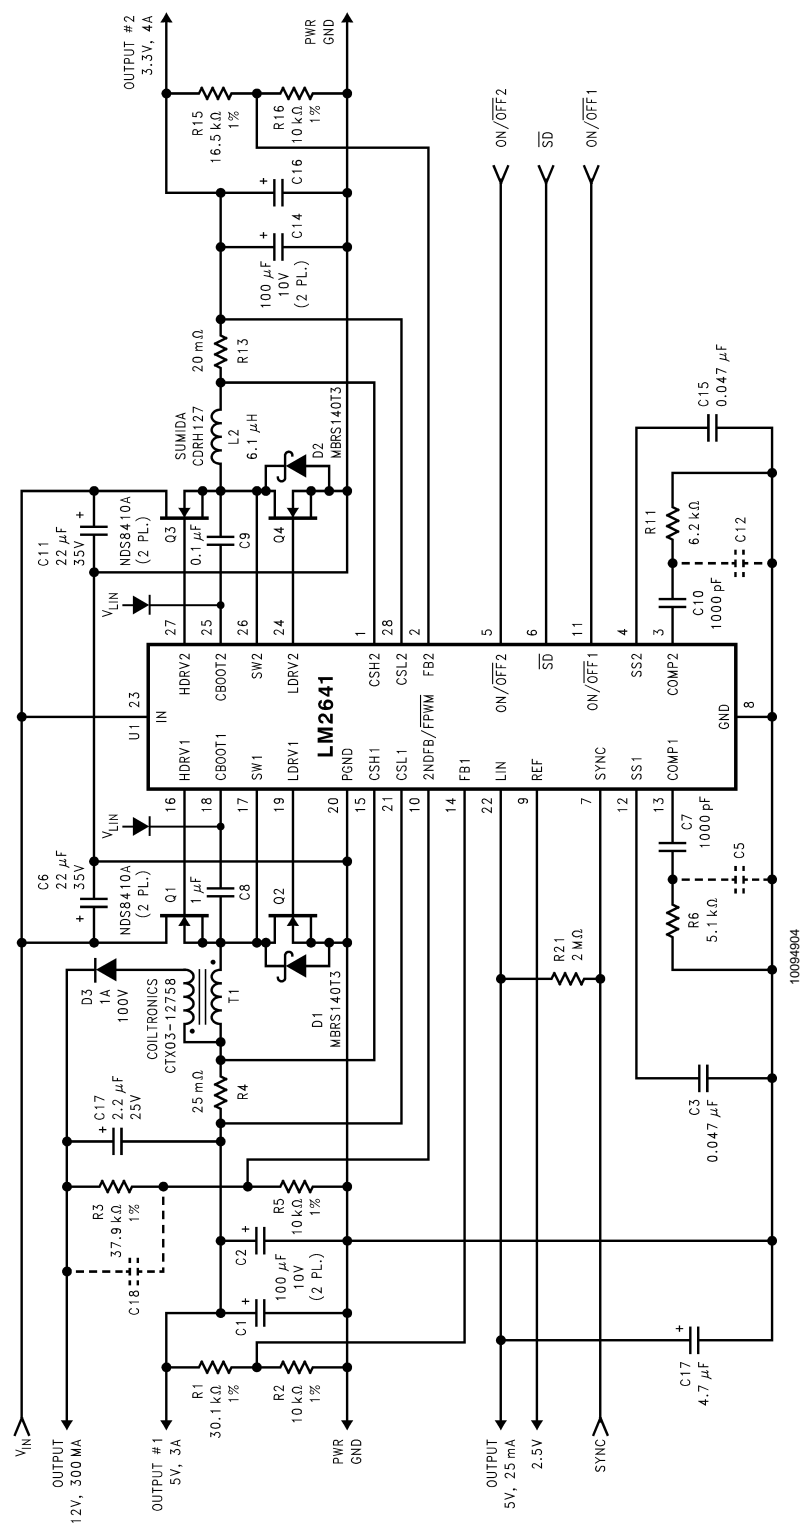 V_IN
OUTPUT
12V, 300 MA
OUTPUT #1
5V, 3A
PWR
GND
OUTPUT
5V, 25 mA
2.5V
SYNC
R1
30.1 kΩ
1%
R2
10 kΩ
1%
C18
R3
37.9 kΩ
1%
R5
10 kΩ
1%
C1
+
C2
+
100 μF
10V
(2 PL.)
C17
+
2.2 μF
25V
25 mΩ
R4
D3
1A
100V
COILTRONICS
CTX03-12758
T1
D1
MBRS140T3
C6
22 μF
35V
+
NDS8410A
(2 PL.)
Q1
1 μF
C8
Q2
V_LIN
R21
2 MΩ
C17
+
4.7 μF
C3
0.047 μF
R6
5.1 kΩ
C7
1000 pF
C5
16
18
17
19
20
15
21
10
14
22
9
7
12
13
U1
23
IN
HDRV1
CBOOT1
SW1
LDRV1
PGND
CSH1
CSL1
2NDFB/F̅P̅W̅M̅
FB1
LIN
REF
SYNC
SS1
COMP1
LM2641
GND
8
HDRV2
CBOOT2
SW2
LDRV2
CSH2
CSL2
FB2
ON/O̅F̅F̅2
S̅D̅
ON/O̅F̅F̅1
SS2
COMP2
27
25
26
24
1
28
2
5
6
11
4
3
V_LIN
C11
22 μF
35V
+
NDS8410A
(2 PL.)
Q3
0.1 μF
C9
Q4
SUMIDA
CDRH127
L2
6.1 μH
D2
MBRS140T3
20 mΩ
R13
100 μF
10V
(2 PL.)
+
C14
+
C16
R15
16.5 kΩ
1%
R16
10 kΩ
1%
OUTPUT #2
3.3V, 4A
PWR
GND
ON/O̅F̅F̅2
S̅D̅
ON/O̅F̅F̅1
C10
1000 pF
C12
R11
6.2 kΩ
C15
0.047 μF
10094904